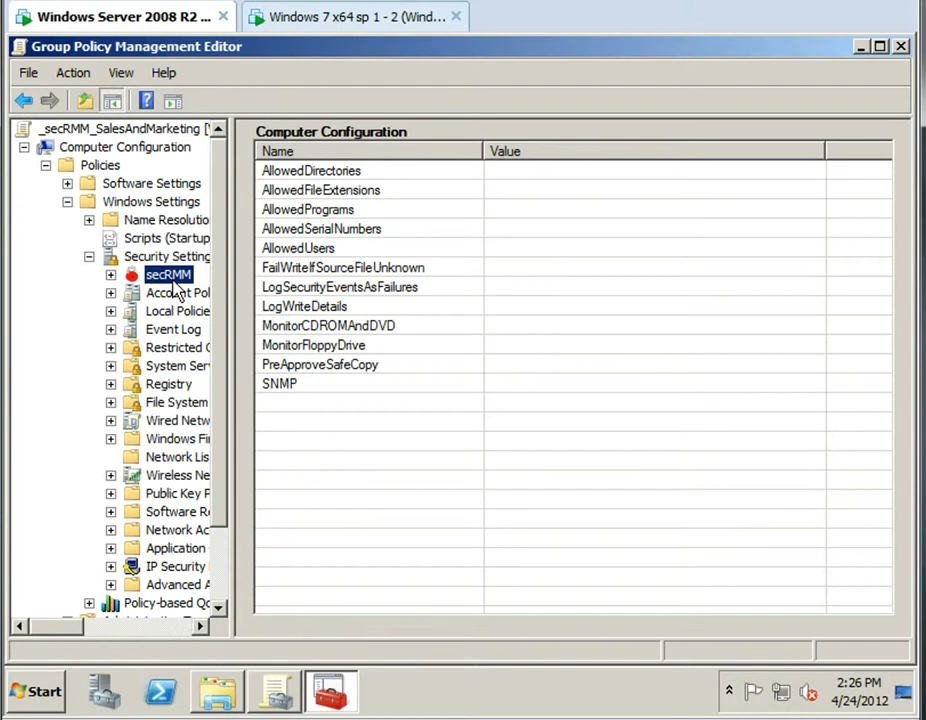 Windows Server 2008 R2 ...
Windows 7 x64 sp 1 - 2 (Wind...
Group Policy Management Editor
File Action View Help
_secRMM_SalesAndMarketing [
Computer Configuration
Policies
Software Settings
Windows Settings
Name Resolutio
Scripts (Startup
Security Setting
secRMM
Account Pol
Local Policie
Event Log
Restricted G
System Ser
Registry
File System
Wired Netw
Windows Fir
Network Lis
Wireless Ne
Public Key P
Software Re
Network Ac
Application
IP Security
Advanced A
Policy-based Qo
Computer Configuration
Name Value
AllowedDirectories
AllowedFileExtensions
AllowedPrograms
AllowedSerialNumbers
AllowedUsers
FailWriteIfSourceFileUnknown
LogSecurityEventsAsFailures
LogWriteDetails
MonitorCDROMAndDVD
MonitorFloppyDrive
PreApproveSafeCopy
SNMP
Start
2:26 PM
4/24/2012